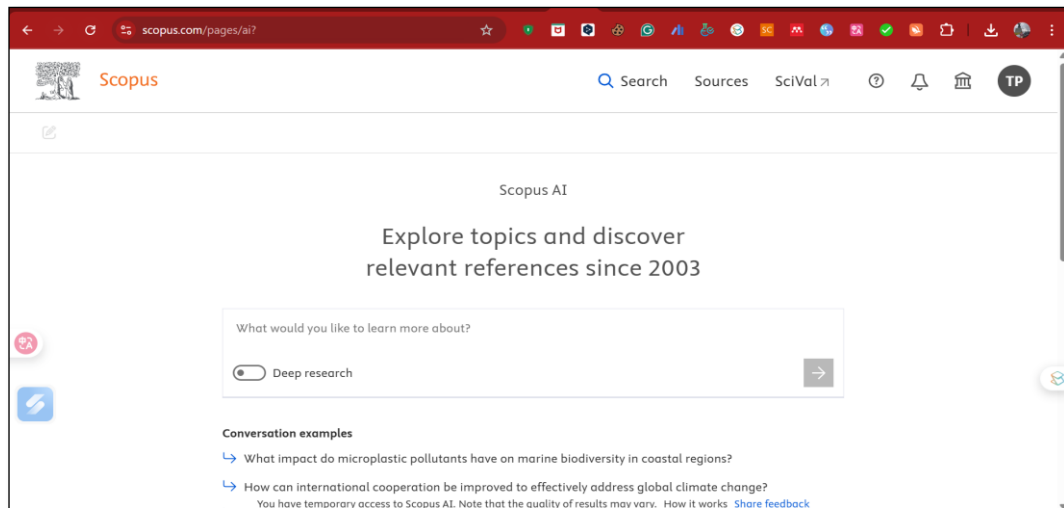 scopus.com/pages/ai?
Scopus
Search Sources SciVal ↗
TP
Scopus AI
Explore topics and discover
relevant references since 2003
What would you like to learn more about?
Deep research
Conversation examples
What impact do microplastic pollutants have on marine biodiversity in coastal regions?
How can international cooperation be improved to effectively address global climate change?
You have temporary access to Scopus AI. Note that the quality of results may vary. How it works Share feedback